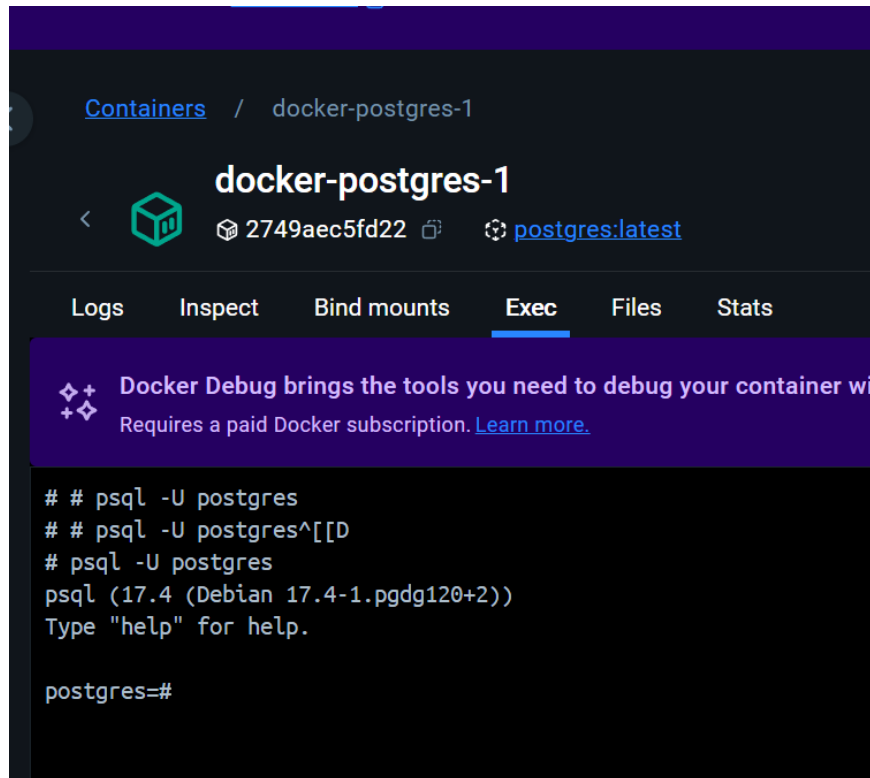 Containers / docker-postgres-1
docker-postgres-1
2749aec5fd22 postgres:latest
Logs Inspect Bind mounts Exec Files Stats
Docker Debug brings the tools you need to debug your container wi
Requires a paid Docker subscription. Learn more.
# # psql -U postgres
# # psql -U postgres^[[D
# psql -U postgres
psql (17.4 (Debian 17.4-1.pgdg120+2))
Type "help" for help.
postgres=#